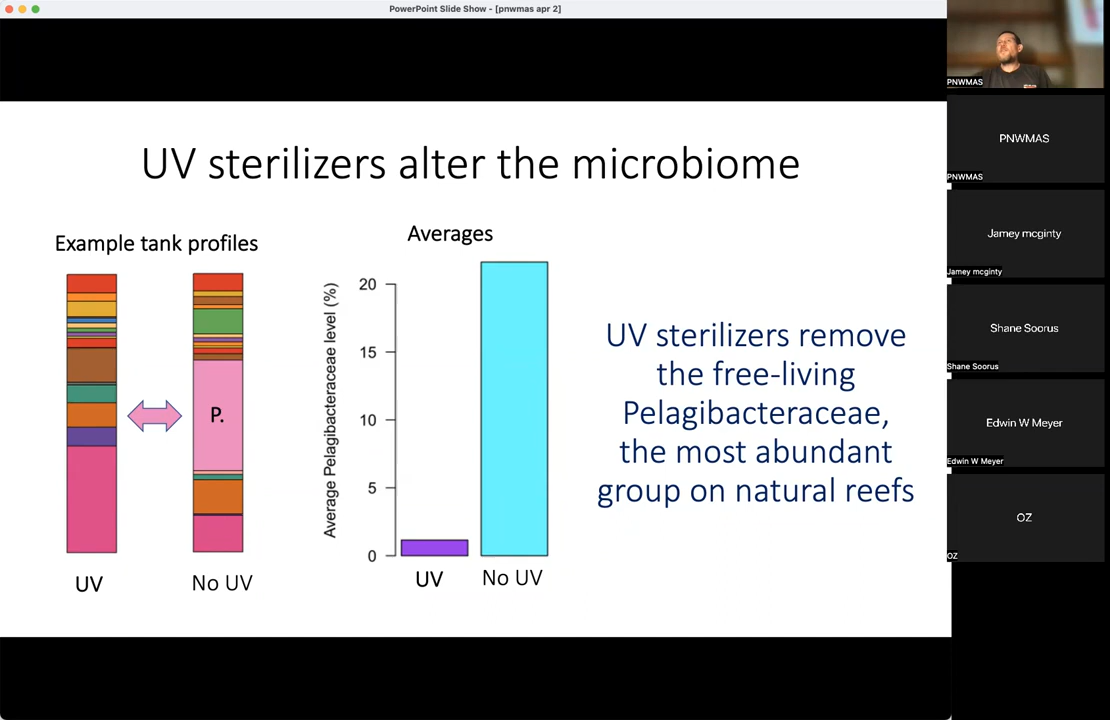 PowerPoint Slide Show - [pnwmas apr 2]
UV sterilizers alter the microbiome
Example tank profiles
P.
UV
No UV
Averages
Average Pelagibacteraceae level (%)
20
15
10
5
0
UV
No UV
UV sterilizers remove
the free-living
Pelagibacteraceae,
the most abundant
group on natural reefs
PNWMAS
PNWMAS
PNWMAS
Jamey mcginty
Jamey mcginty
Shane Soorus
Shane Soorus
Edwin W Meyer
Edwin W Meyer
OZ
OZ